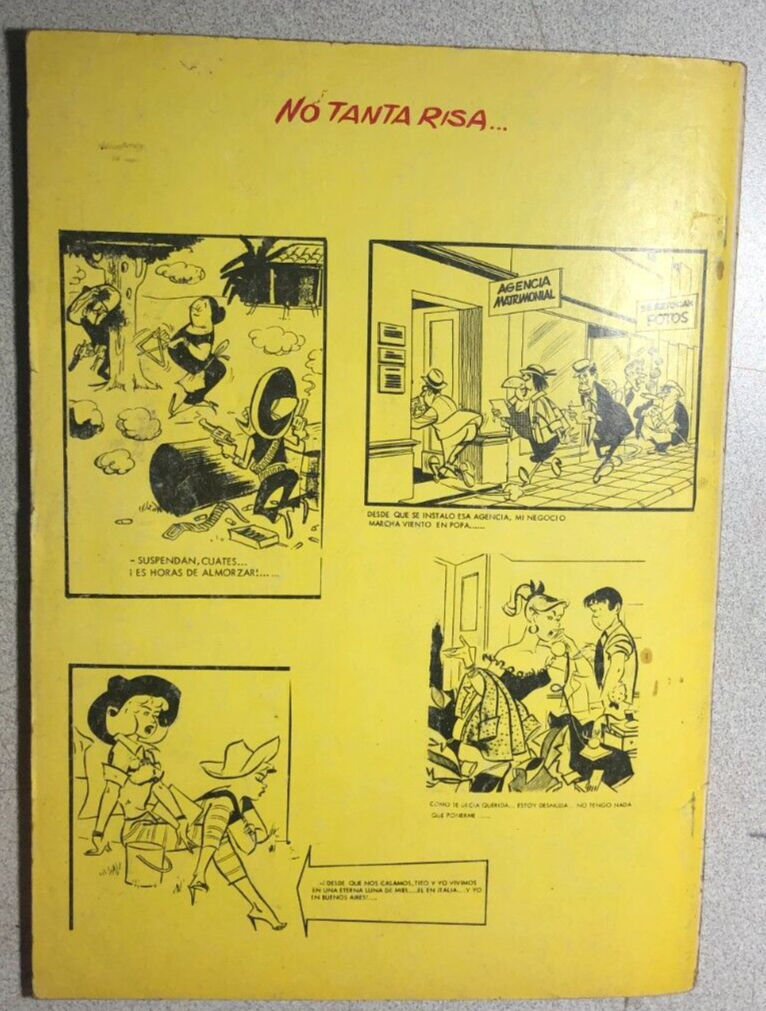 NO TANTA RISA...
- SUSPENDAN, CUATES...
¡ ES HORAS DE ALMORZAR!......
AGENCIA
MATRIMONIAL
SE RETOCAN
FOTOS
DESDE QUE SE INSTALO ESA AGENCIA, MI NEGOCIO
MARCHA VIENTO EN POPA......
COMO TE DECIA QUERIDA... ESTOY DESNUDA... NO TENGO NADA
QUE PONERME .....
-¡ DESDE QUE NOS CASAMOS, TITO Y YO VIVIMOS
EN UNA ETERNA LUNA DE MIEL....EL EN ITALIA....Y YO
EN BUENOS AIRES!....